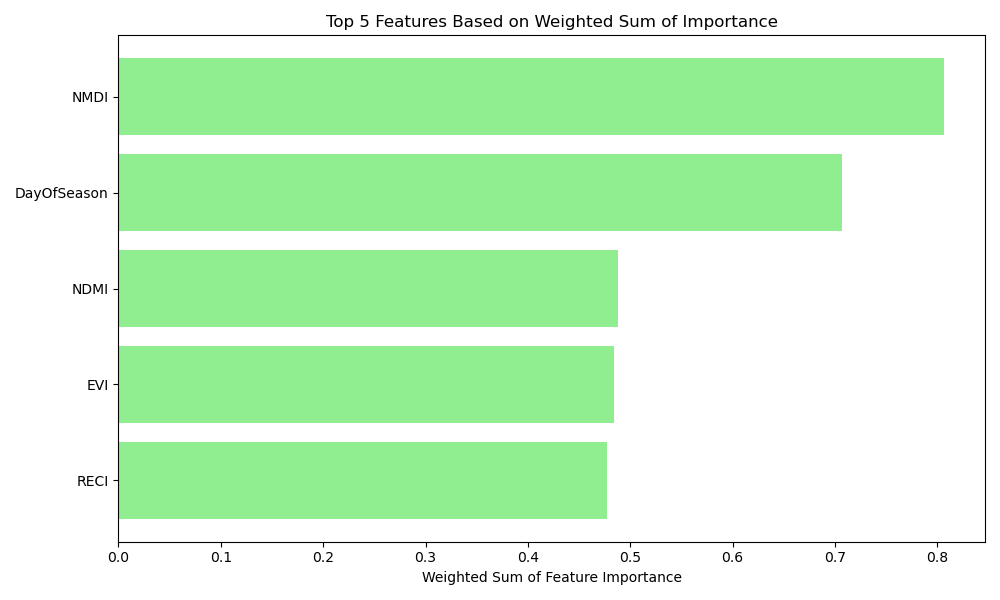 Top 5 Features Based on Weighted Sum of Importance
NMDI
DayOfSeason
NDMI
EVI
RECI
0.0 0.1 0.2 0.3 0.4 0.5 0.6 0.7 0.8
Weighted Sum of Feature Importance